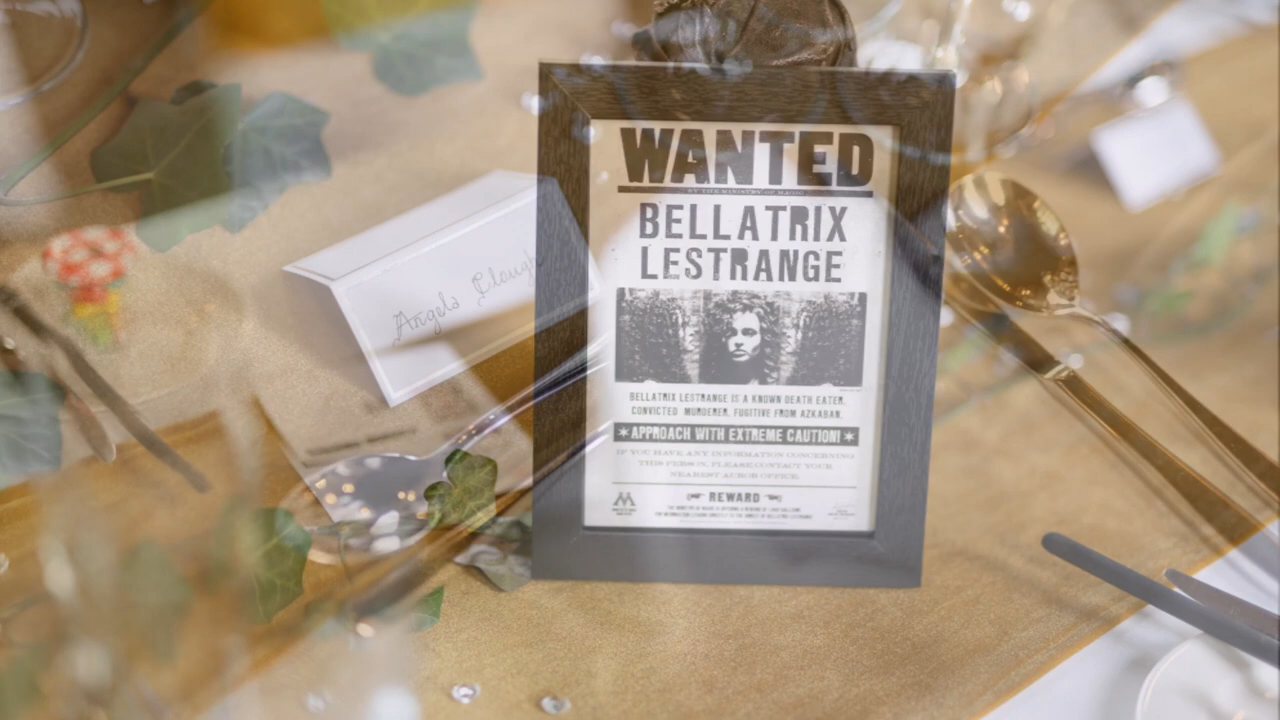 WANTED
BY THE MINISTRY OF MAGIC
BELLATRIX
LESTRANGE
BELLATRIX LESTRANGE IS A KNOWN DEATH EATER,
CONVICTED MURDERER, FUGITIVE FROM AZKABAN.
*APPROACH WITH EXTREME CAUTION!*
IF YOU HAVE ANY INFORMATION CONCERNING
THIS PERSON, PLEASE CONTACT YOUR
NEAREST AUROR OFFICE.
REWARD
Angela Clough